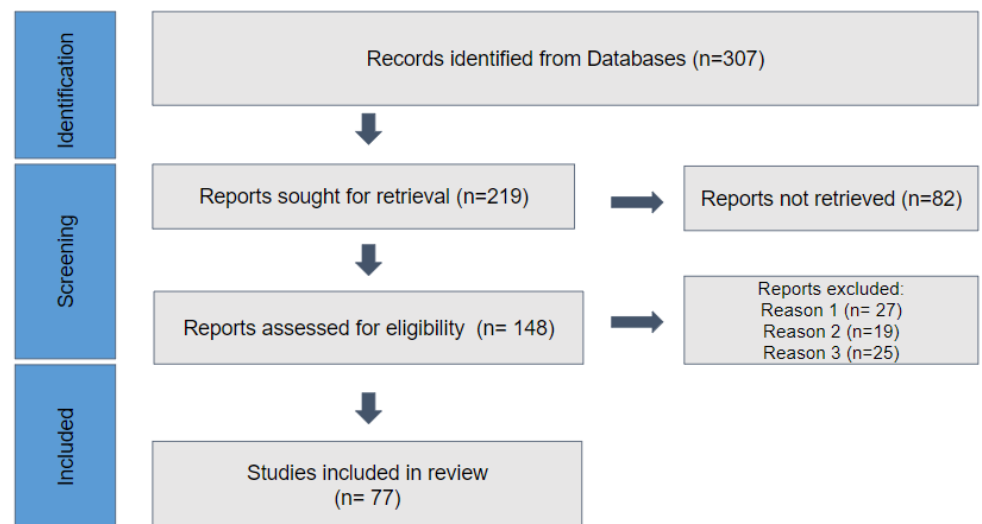 Identification
Records identified from Databases (n=307)
Screening
Reports sought for retrieval (n=219)
Reports not retrieved (n=82)
Reports assessed for eligibility (n= 148)
Reports excluded:
Reason 1 (n= 27)
Reason 2 (n=19)
Reason 3 (n=25)
Included
Studies included in review
(n= 77)